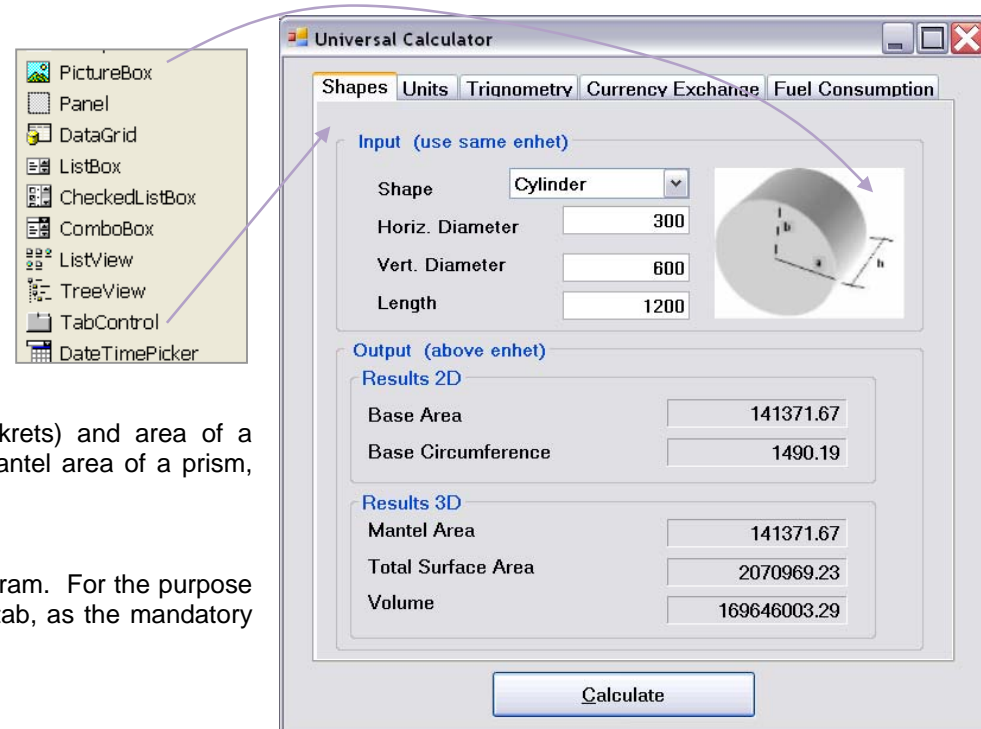 PictureBox
Panel
DataGrid
ListBox
CheckedListBox
ComboBox
ListView
TreeView
TabControl
DateTimePicker
krets) and area of a
antel area of a prism,
ram. For the purpose
tab, as the mandatory
Universal Calculator
Shapes Units Trignometry Currency Exchange Fuel Consumption
Input (use same enhet)
Shape Cylinder
Horiz. Diameter 300
Vert. Diameter 600
Length 1200
b
a
h
Output (above enhet)
Results 2D
Base Area 141371.67
Base Circumference 1490.19
Results 3D
Mantel Area 141371.67
Total Surface Area 2070969.23
Volume 169646003.29
Calculate